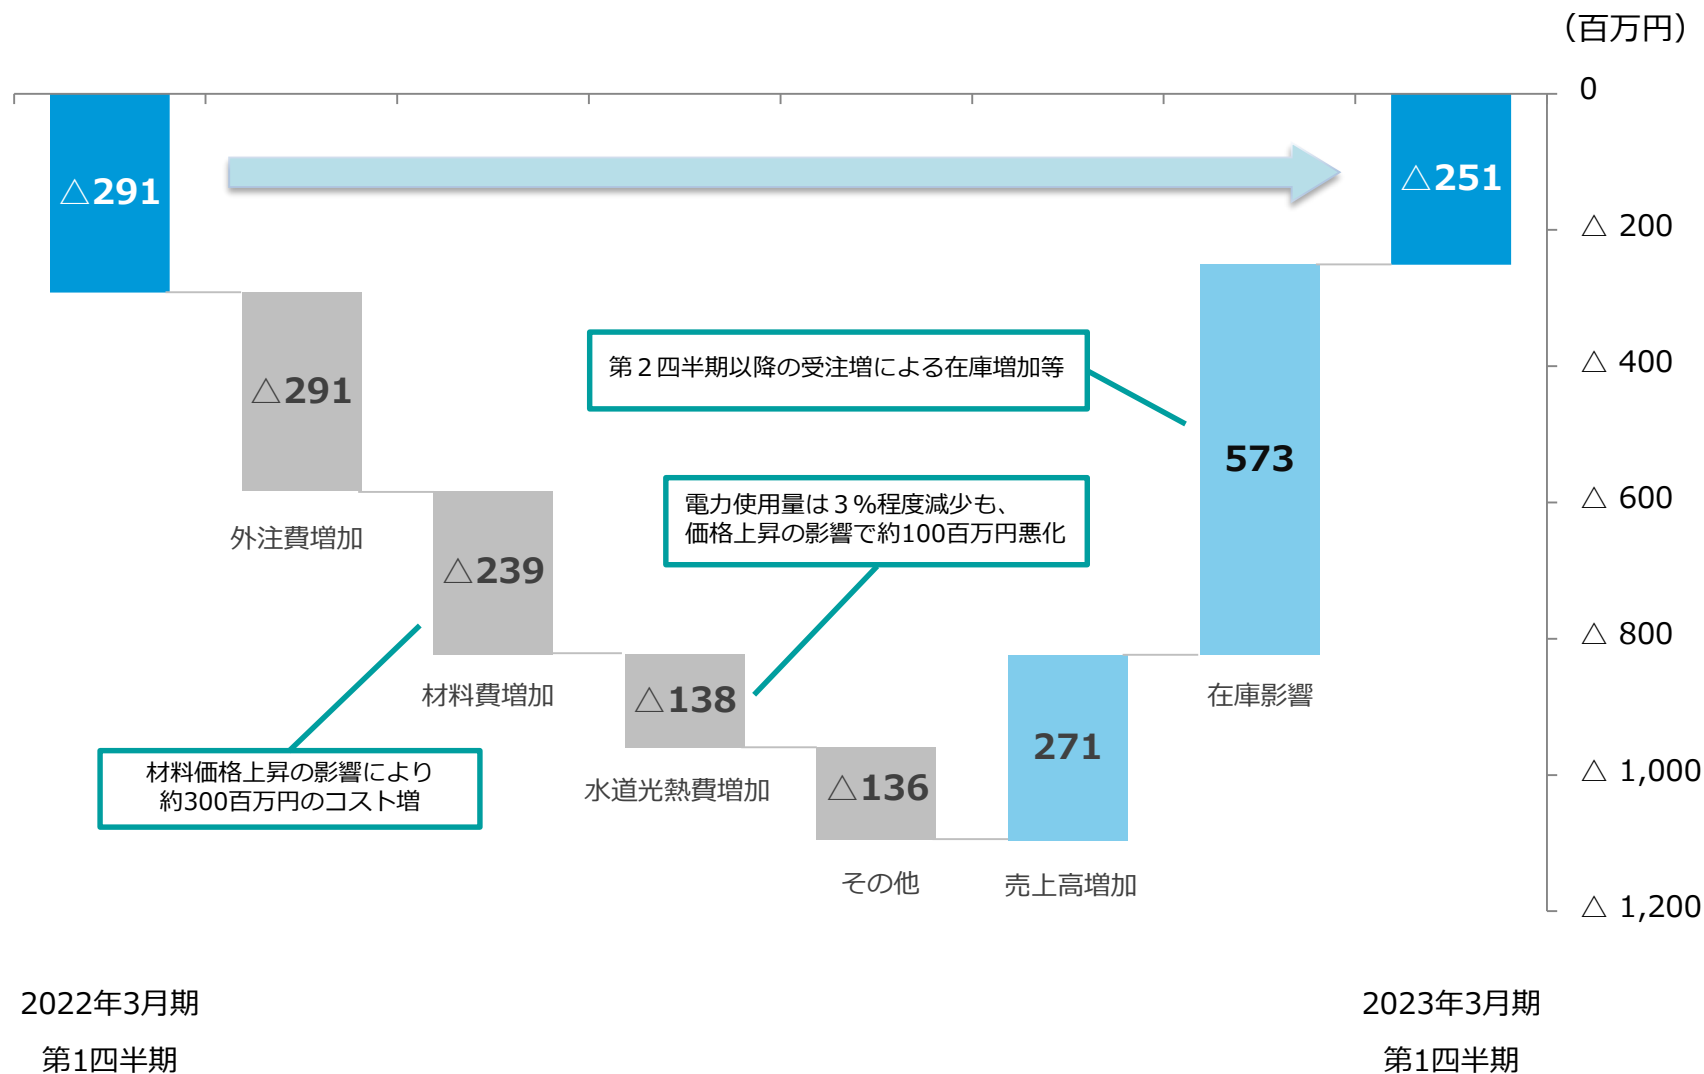 （百万円）
0
△ 200
△ 400
△ 600
△ 800
△ 1,000
△ 1,200
△291
△291
外注費増加
△239
材料費増加
材料価格上昇の影響により
約300百万円のコスト増
△138
水道光熱費増加
電力使用量は３％程度減少も、
価格上昇の影響で約100百万円悪化
△136
その他
271
売上高増加
573
在庫影響
第２四半期以降の受注増による在庫増加等
△251
2022年3月期
第1四半期
2023年3月期
第1四半期